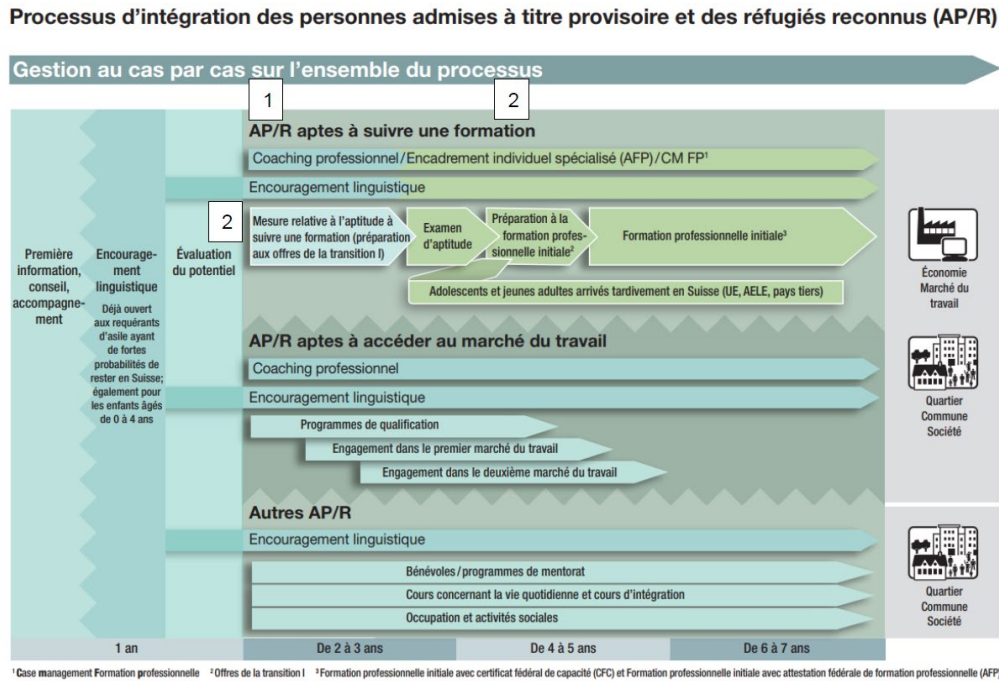 Processus d'intégration des personnes admises à titre provisoire et des réfugiés reconnus (AP/R)
Gestion au cas par cas sur l'ensemble du processus
1
2
AP/R aptes à suivre une formation
Coaching professionnel/Encadrement individuel spécialisé (AFP)/CM FP¹
Encouragement linguistique
2
Mesure relative à l'aptitude à
suivre une formation (préparation
aux offres de la transition I)
Examen
d'aptitude
Préparation à la
formation profes-
sionnelle initiale²
Formation professionnelle initiale³
Adolescents et jeunes adultes arrivés tardivement en Suisse (UE, AELE, pays tiers)
Première
information,
conseil,
accompagne-
ment
Encourage-
ment
linguistique
Déjà ouvert
aux requérants
d'asile ayant
de fortes
probabilités de
rester en Suisse;
également pour
les enfants âgés
de 0 à 4 ans
Évaluation
du potentiel
Économie
Marché du
travail
AP/R aptes à accéder au marché du travail
Coaching professionnel
Encouragement linguistique
Programmes de qualification
Engagement dans le premier marché du travail
Engagement dans le deuxième marché du travail
Quartier
Commune
Société
Autres AP/R
Encouragement linguistique
Bénévoles/programmes de mentorat
Cours concernant la vie quotidienne et cours d'intégration
Occupation et activités sociales
Quartier
Commune
Société
1 an
De 2 à 3 ans
De 4 à 5 ans
De 6 à 7 ans
¹ Case management Formation professionnelle ² Offres de la transition I ³ Formation professionnelle initiale avec certificat fédéral de capacité (CFC) et Formation professionnelle initiale avec attestation fédérale de formation professionnelle (AFP